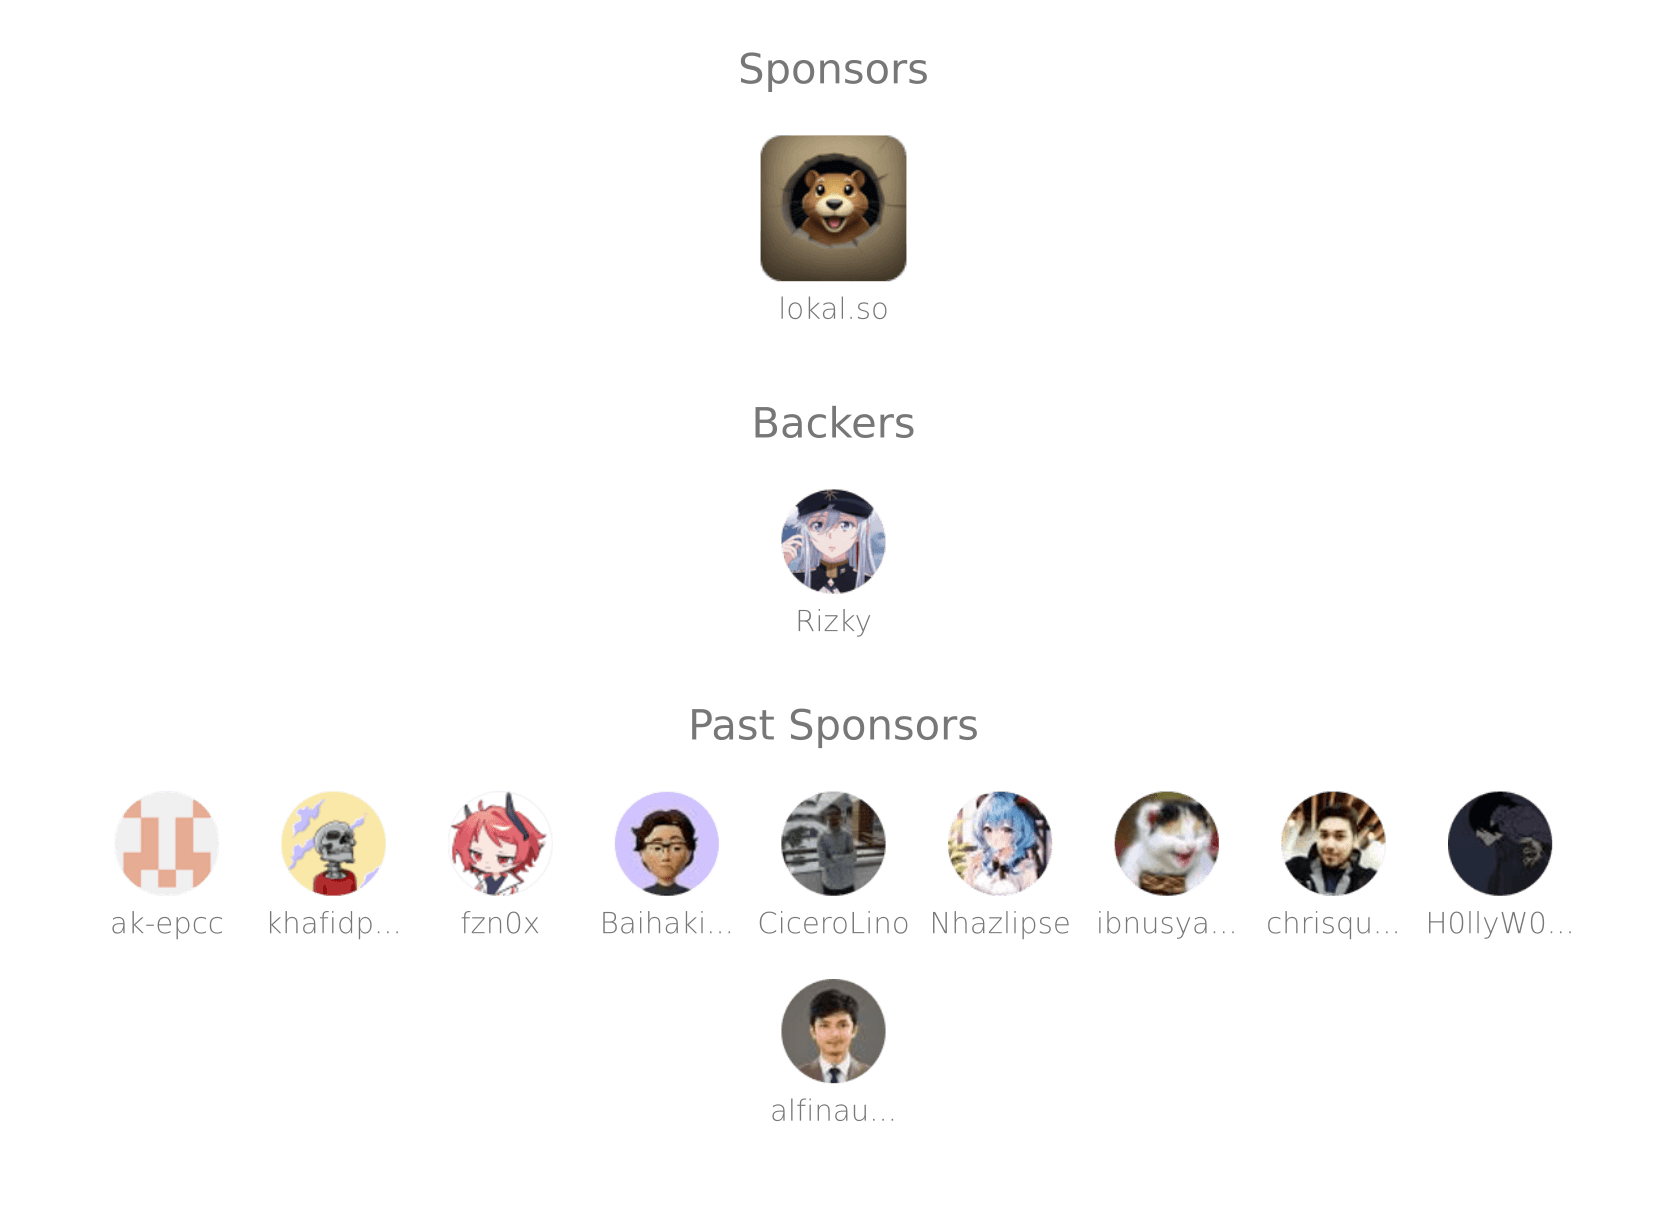 Sponsors
lokal.so
Backers
Rizky
Past Sponsors
ak-epcc khafidp... fzn0x Baihaki... CiceroLino Nhazlipse ibnusya... chrisqu... H0llyW0...
alfinau...